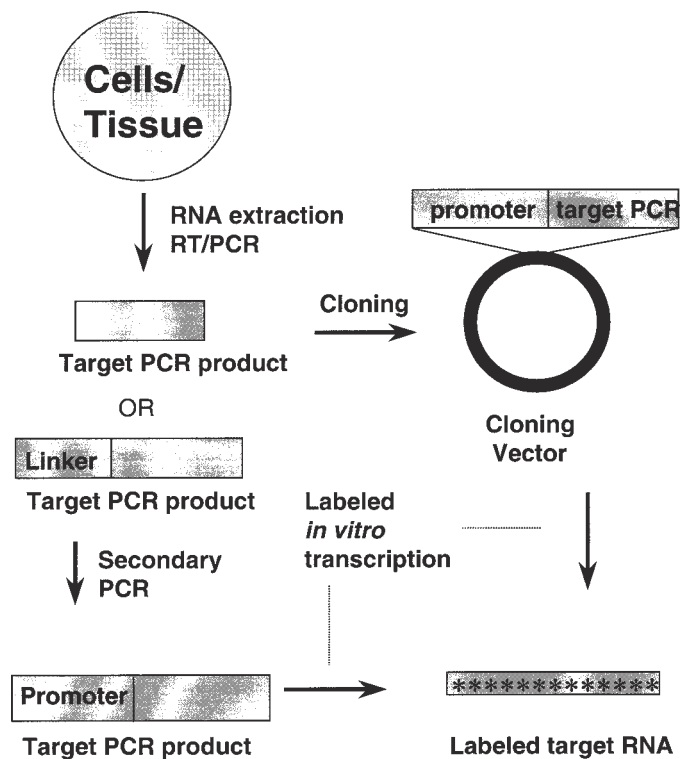 Cells/
Tissue
RNA extraction
RT/PCR
promoter target PCR
Cloning
Target PCR product
OR
Cloning
Vector
Linker
Target PCR product
Labeled
in vitro
transcription
Secondary
PCR
Promoter
Target PCR product
*************
Labeled target RNA